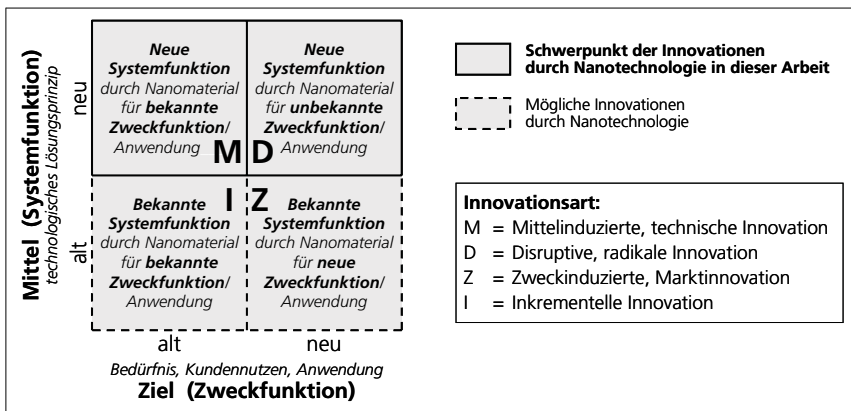 Mittel (Systemfunktion)
technologisches Lösungsprinzip
neu
alt
Neue
Systemfunktion
durch Nanomaterial
für bekannte
Zweckfunktion/
Anwendung
M
Neue
Systemfunktion
durch Nanomaterial
für unbekannte
Zweckfunktion/
Anwendung
D
Bekannte
Systemfunktion
durch Nanomaterial
für bekannte
Zweckfunktion/
Anwendung
I
Bekannte
Systemfunktion
durch Nanomaterial
für neue
Zweckfunktion/
Anwendung
Z
alt
neu
Bedürfnis, Kundennutzen, Anwendung
Ziel (Zweckfunktion)
Schwerpunkt der Innovationen
durch Nanotechnologie in dieser Arbeit
Mögliche Innovationen
durch Nanotechnologie
Innovationsart:
M = Mittelinduzierte, technische Innovation
D = Disruptive, radikale Innovation
Z = Zweckinduzierte, Marktinnovation
I = Inkrementelle Innovation